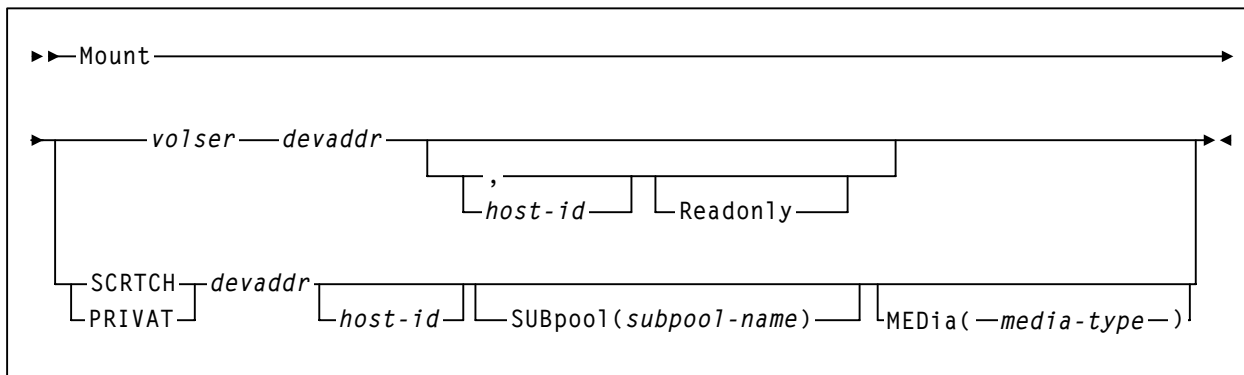 Mount
volser devaddr
,
host-id Readonly
SCRTCH devaddr
PRIVAT host-id SUBpool(subpool-name) MEDia(media-type)